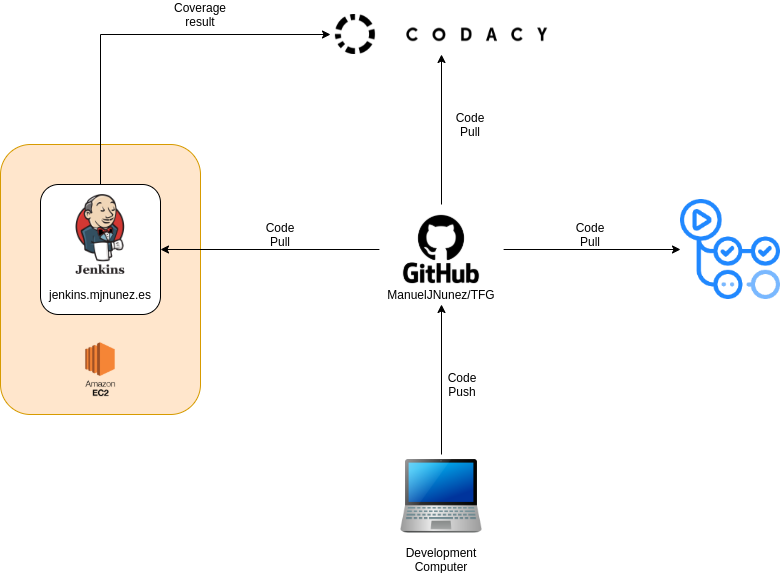 Coverage
result
CODACY
Code
Pull
Jenkins
jenkins.mjnunez.es
Code
Pull
GitHub
ManuelJNunez/TFG
Code
Pull
Amazon
EC2
Code
Push
Development
Computer